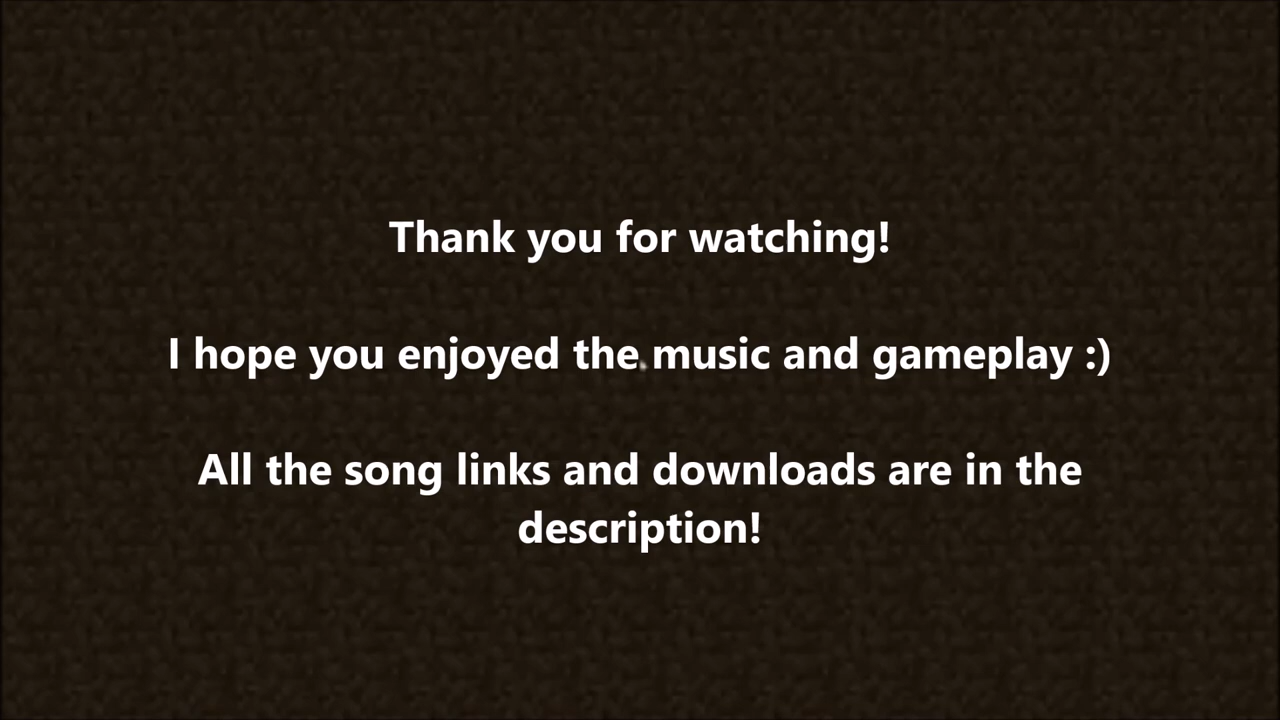 Thank you for watching!
I hope you enjoyed the music and gameplay :)
All the song links and downloads are in the
description!